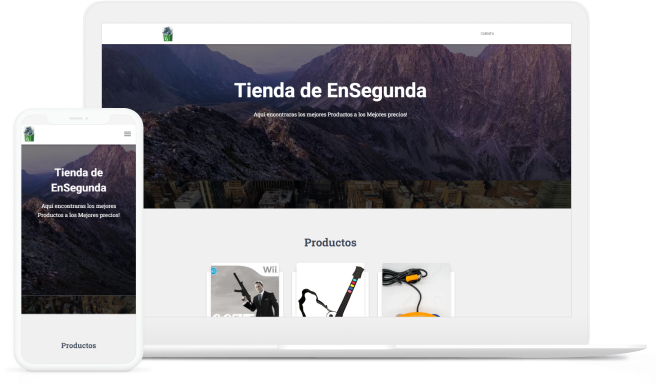 CUENTA
Tienda de EnSegunda
Aqui encontraras los mejores Productos a los Mejores precios!
Productos
Wii
Tienda de
EnSegunda
Aqui encontraras los mejores
Productos a los Mejores precios!
Productos